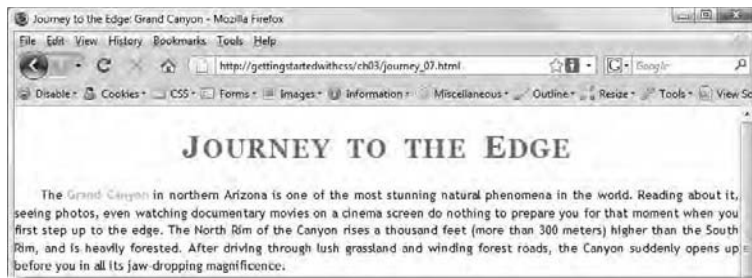 Journey to the Edge: Grand Canyon - Mozilla Firefox
File Edit View History Bookmarks Tools Help
http://gettingstartedwithcss/ch03/journey_07.html Google
Disable Cookies CSS Forms Images Information Miscellaneous Outline Resize Tools View So
JOURNEY TO THE EDGE
The Grand Canyon in northern Arizona is one of the most stunning natural phenomena in the world. Reading about it,
seeing photos, even watching documentary movies on a cinema screen do nothing to prepare you for that moment when you
first step up to the edge. The North Rim of the Canyon rises a thousand feet (more than 300 meters) higher than the South
Rim, and is heavily forested. After driving through lush grassland and winding forest roads, the Canyon suddenly opens up
before you in all its jaw-dropping magnificence.